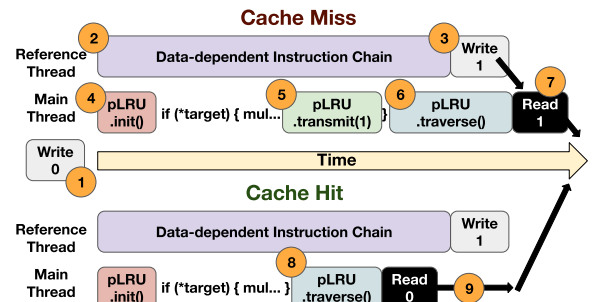 Cache Miss
2
3
Reference
Thread
Data-dependent Instruction Chain
Write
1
7
4
5
6
Main
Thread
pLRU
.init()
if (*target) { mul...
pLRU
.transmit(1)
}
pLRU
.traverse()
Read
1
Write
0
1
Time
Cache Hit
Reference
Thread
Data-dependent Instruction Chain
Write
1
8
Main
Thread
pLRU
.init()
if (*target) { mul... }
pLRU
.traverse()
Read
0
9